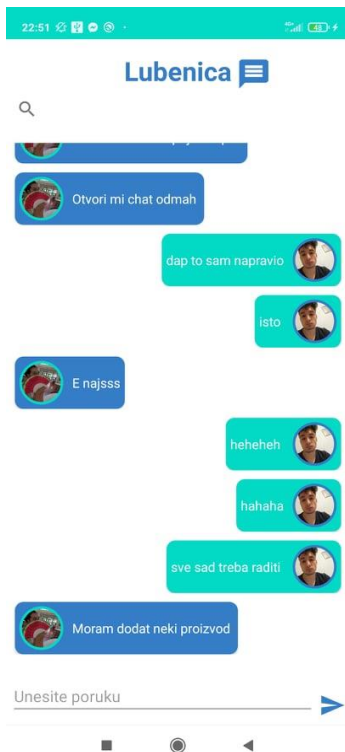 22:51
Lubenica
Otvori mi chat odmah
dap to sam napravio
isto
E najsss
heheheh
hahaha
sve sad treba raditi
Moram dodat neki proizvod
Unesite poruku